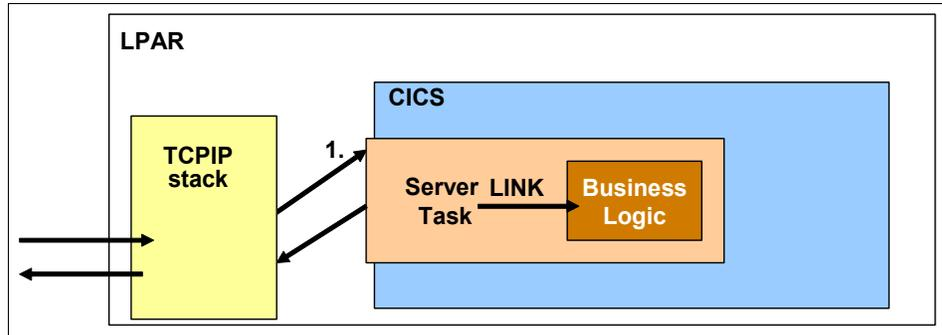 LPAR
CICS
1.
TCPIP
stack
Server LINK
Task
Business
Logic